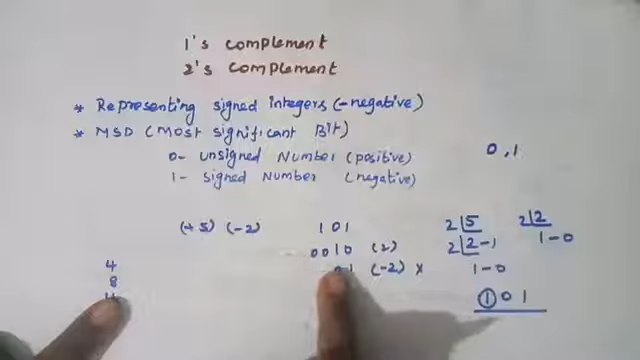 1's complement
2's complement
* Representing signed integers (-negative)
* MSD (Most significant Bit)
0- unsigned Number (positive)
1- signed Number (negative)
0,1
(+5) (-2)
101
0010 (2)
01 (-2) x
4
8
2|5
2|2-1
1-0
101
2|2
1-0